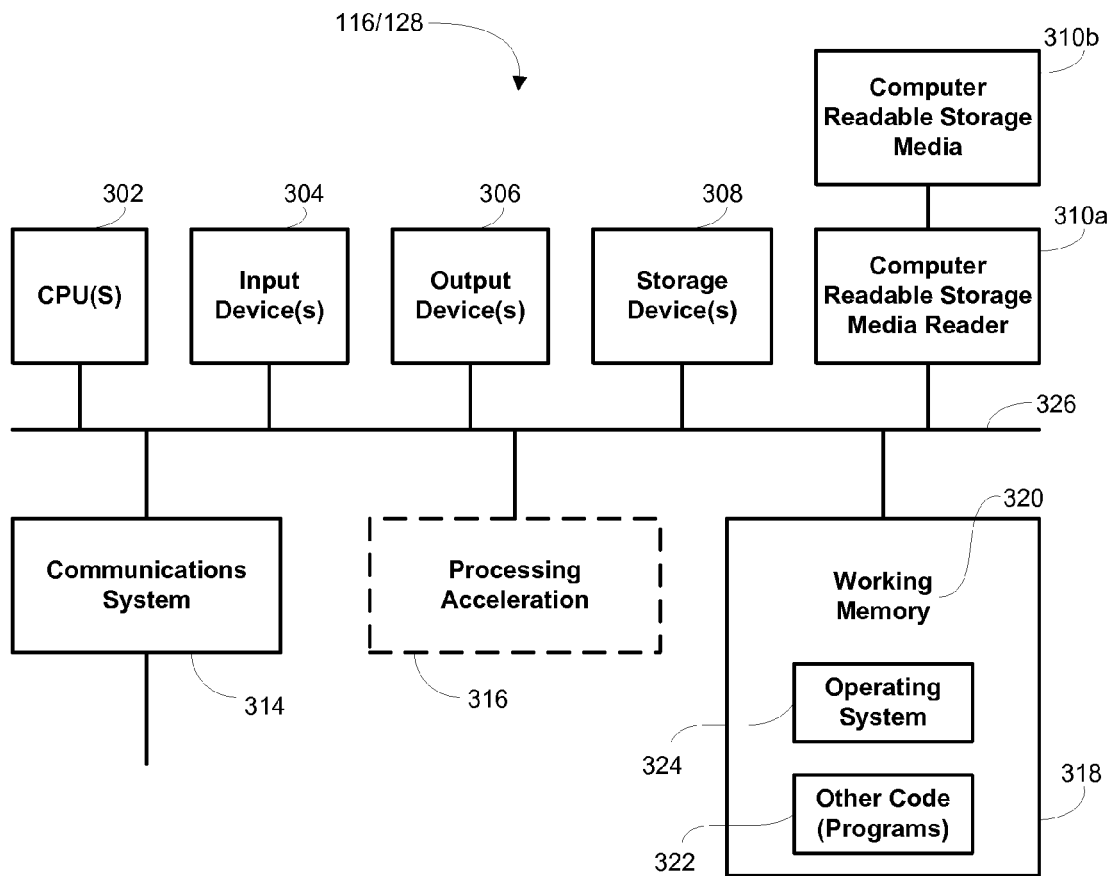 116/128
310b
Computer
Readable Storage
Media
302
304
306
308
310a
CPU(S)
Input
Device(s)
Output
Device(s)
Storage
Device(s)
Computer
Readable Storage
Media Reader
326
320
Communications
System
Processing
Acceleration
Working
Memory
314
316
Operating
System
324
318
Other Code
(Programs)
322